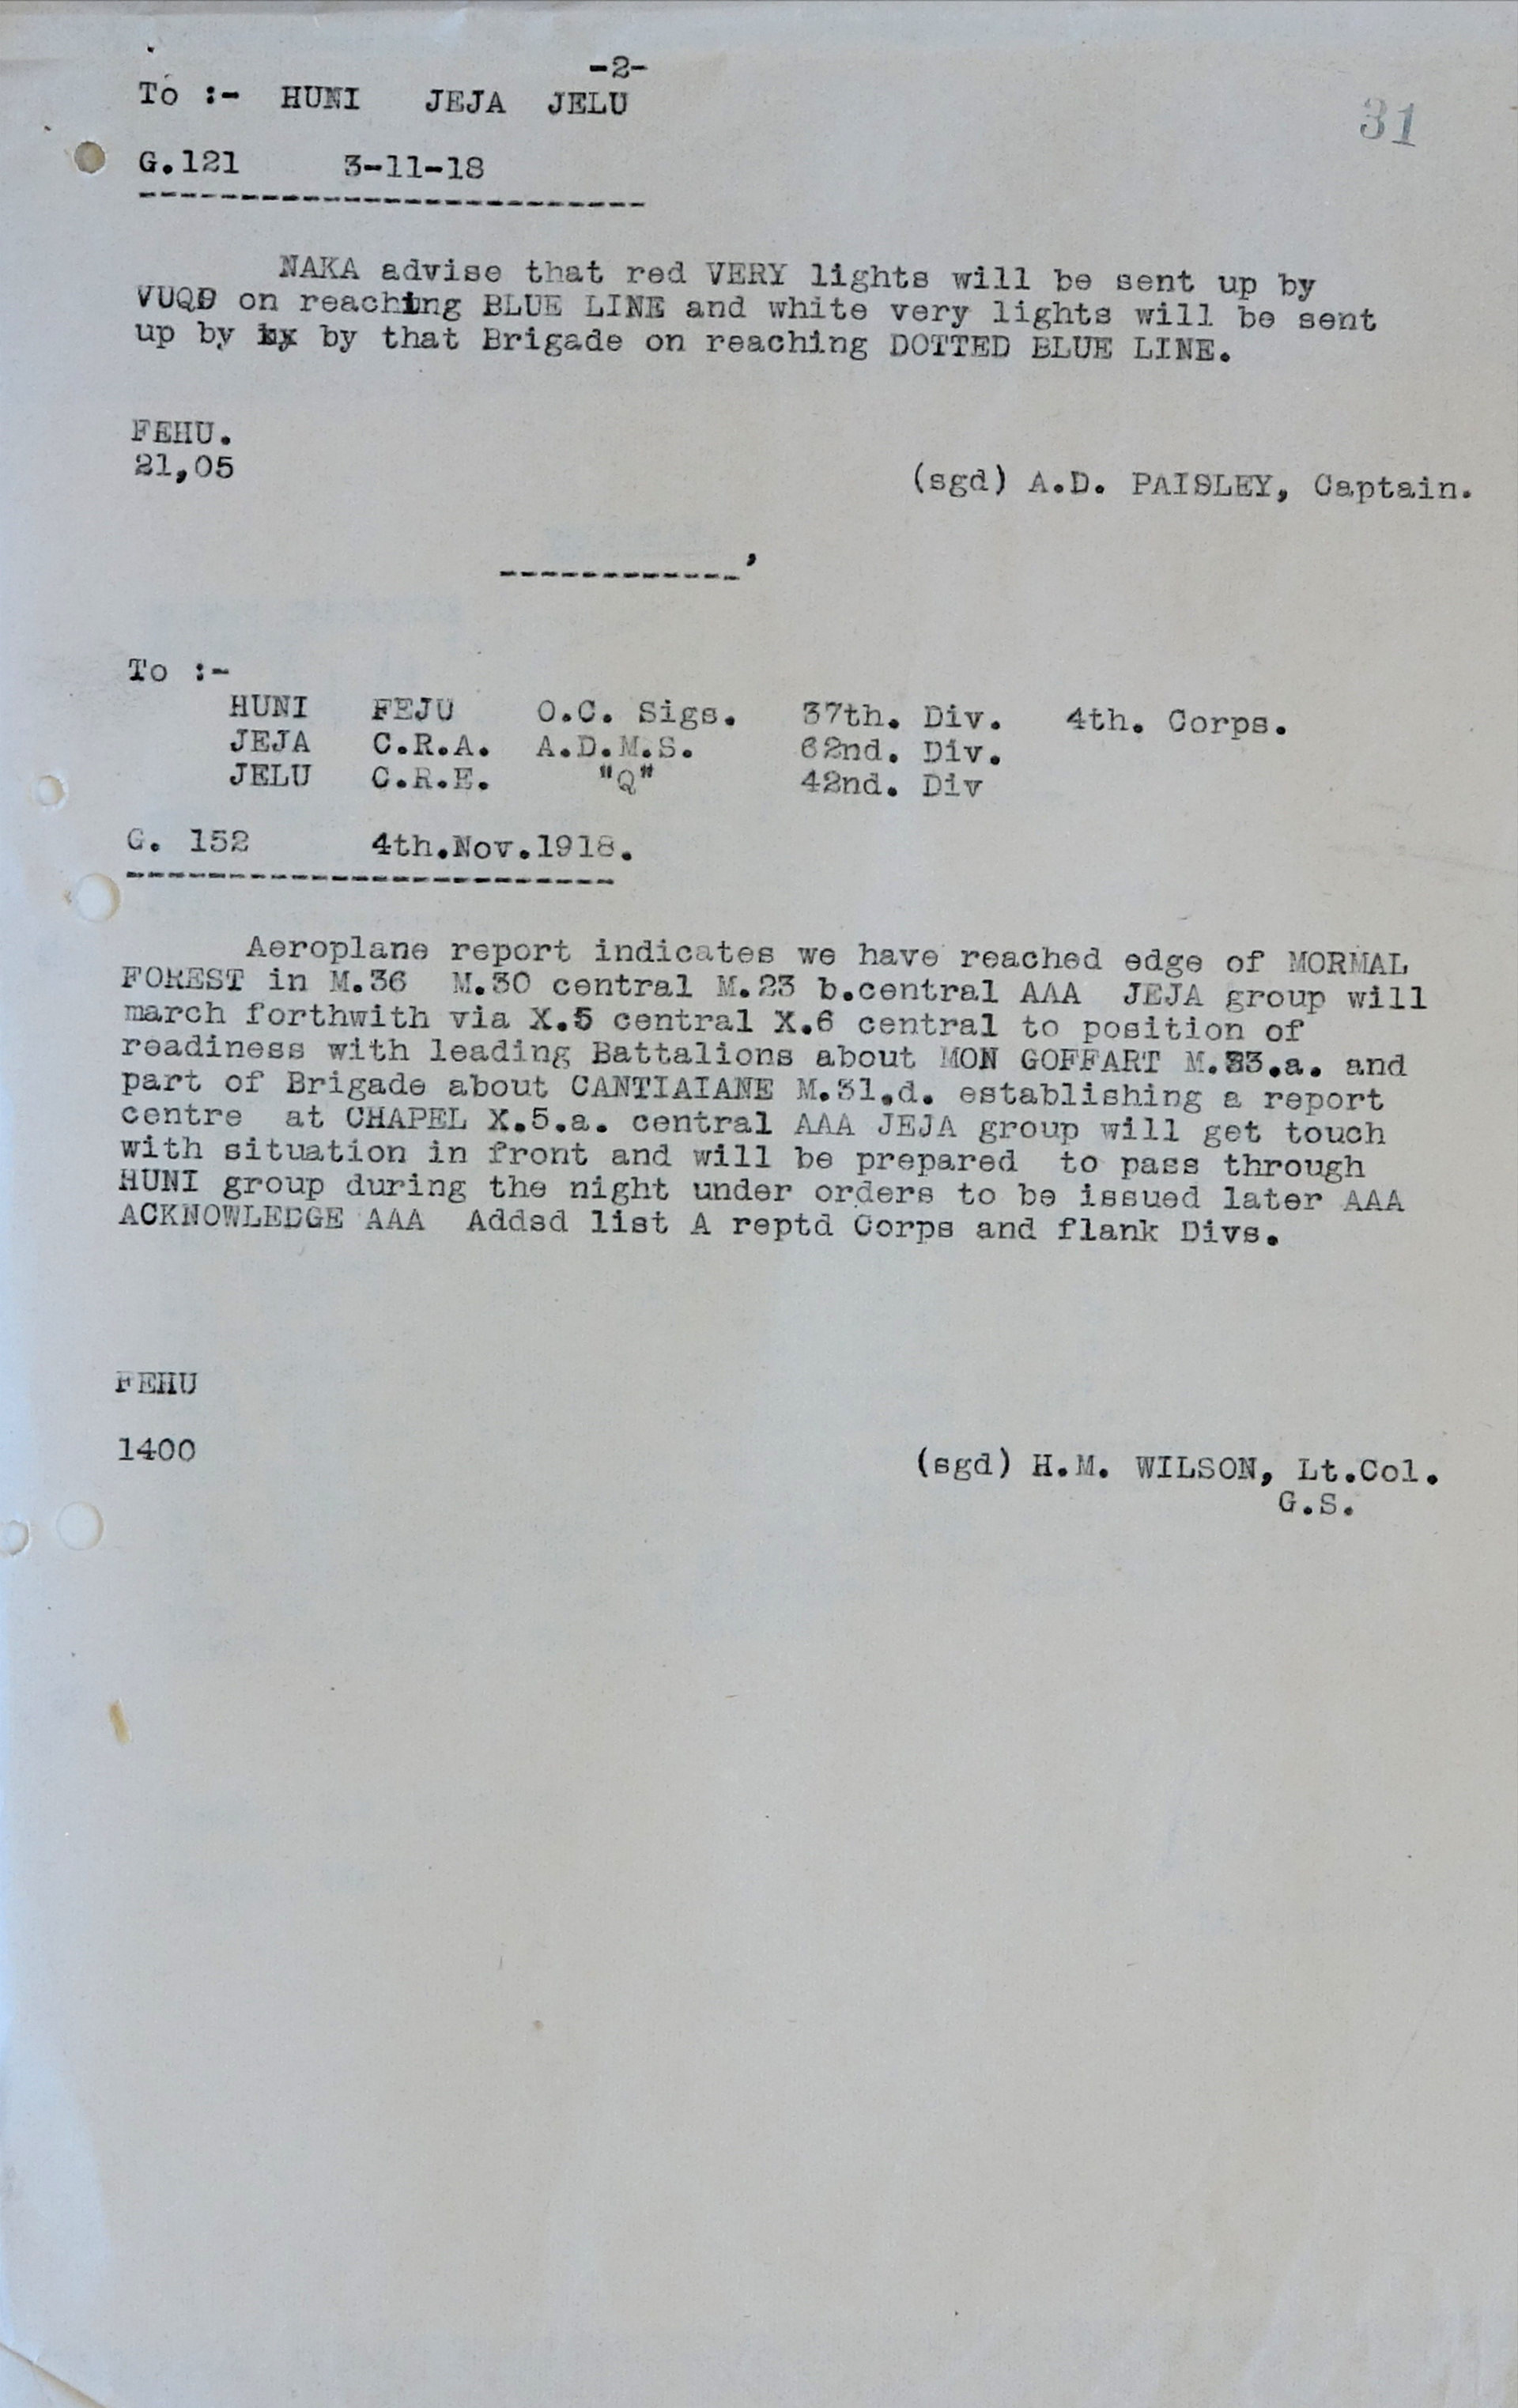 -2-
To :- HUNI JEJA JELU
31
G.121 3-11-18
NAKA advise that red VERY lights will be sent up by
VUQO on reaching BLUE LINE and white very lights will be sent
up by by by that Brigade on reaching DOTTED BLUE LINE.
FEHU.
21,05
(sgd) A.D. PAISLEY, Captain.
To :-
HUNI FEJU O.C. Sigs. 37th. Div. 4th. Corps.
JEJA C.R.A. A.D.M.S. 62nd. Div.
JELU C.R.E. "Q" 42nd. Div
G. 152 4th.Nov.1918.
Aeroplane report indicates we have reached edge of MORMAL
FOREST in M.36 M.30 central M.23 b.central AAA JEJA group will
march forthwith via X.5 central X.6 central to position of
readiness with leading Battalions about MON GOFFART M.33.a. and
part of Brigade about CANTIAIANE M.31.d. establishing a report
centre at CHAPEL X.5.a. central AAA JEJA group will get touch
with situation in front and will be prepared to pass through
HUNI group during the night under orders to be issued later AAA
ACKNOWLEDGE AAA Addsd list A reptd Corps and flank Divs.
FEHU
1400
(sgd) H.M. WILSON, Lt.Col.
G.S.